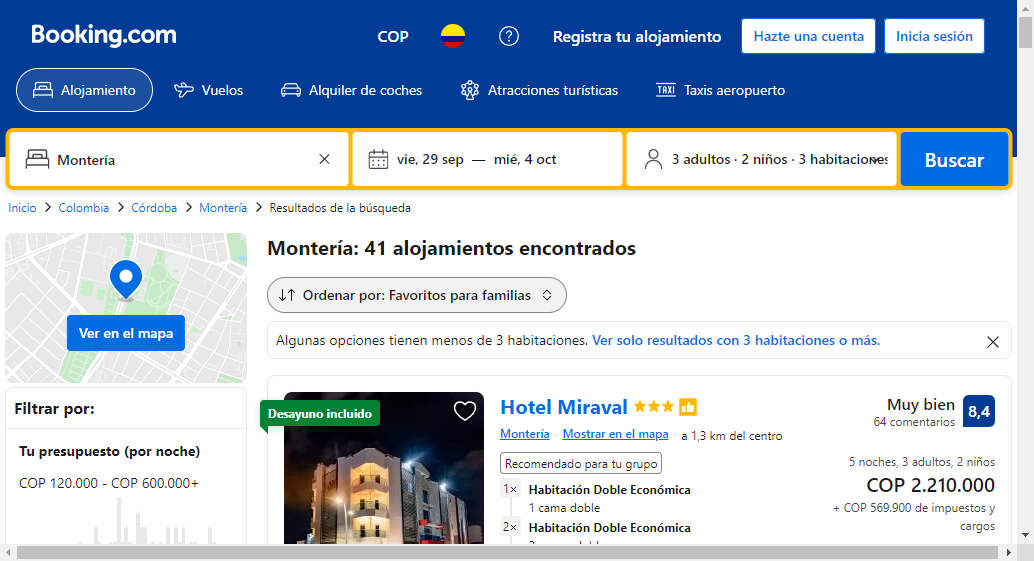 Booking.com
COP
Registra tu alojamiento
Hazte una cuenta
Inicia sesión
Alojamiento
Vuelos
Alquiler de coches
Atracciones turísticas
TAXI
Taxis aeropuerto
Montería
vie, 29 sep — mié, 4 oct
3 adultos · 2 niños · 3 habitaciones
Buscar
Inicio > Colombia > Córdoba > Montería > Resultados de la búsqueda
Ver en el mapa
Filtrar por:
Tu presupuesto (por noche)
COP 120.000 - COP 600.000+
Montería: 41 alojamientos encontrados
Ordenar por: Favoritos para familias
Algunas opciones tienen menos de 3 habitaciones. Ver solo resultados con 3 habitaciones o más.
Desayuno incluido
Hotel Miraval
Montería · Mostrar en el mapa · a 1,3 km del centro
Recomendado para tu grupo
1× Habitación Doble Económica
1 cama doble
2× Habitación Doble Económica
Muy bien
64 comentarios
8,4
5 noches, 3 adultos, 2 niños
COP 2.210.000
+ COP 569.900 de impuestos y
cargos